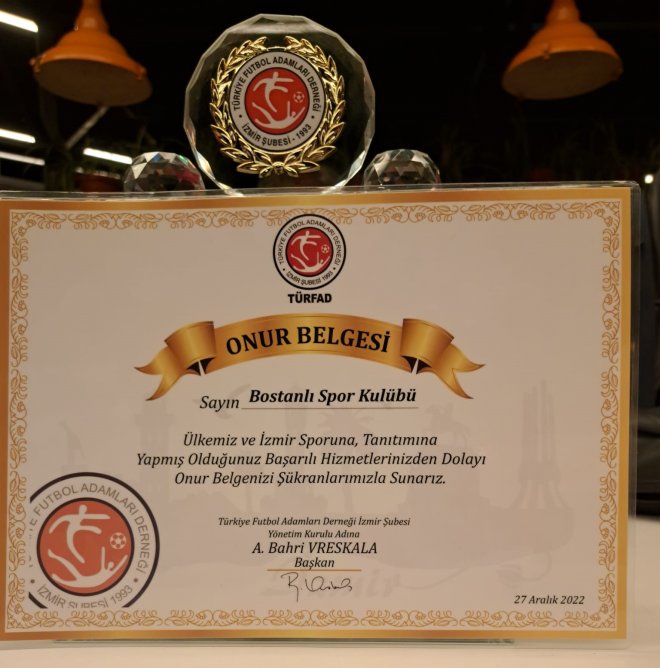 TÜRKİYE FUTBOL ADAMLARI DERNEĞİ
• İZMİR ŞUBESİ - 1993 •
TÜRKİYE FUTBOL ADAMLARI DERNEĞİ
• İZMİR ŞUBESİ 1993 •
TÜRFAD
ONUR BELGESİ
Sayın Bostanlı Spor Kulübü
Ülkemiz ve İzmir Sporuna, Tanıtımına
Yapmış Olduğunuz Başarılı Hizmetlerinizden Dolayı
Onur Belgenizi Şükranlarımızla Sunarız.
FUTBOL ADAMLARI DERNEĞİ
İZMİR ŞUBESİ 1993 •
Türkiye Futbol Adamları Derneği İzmir Şubesi
Yönetim Kurulu Adına
A. Bahri VRESKALA
Başkan
27 Aralık 2022